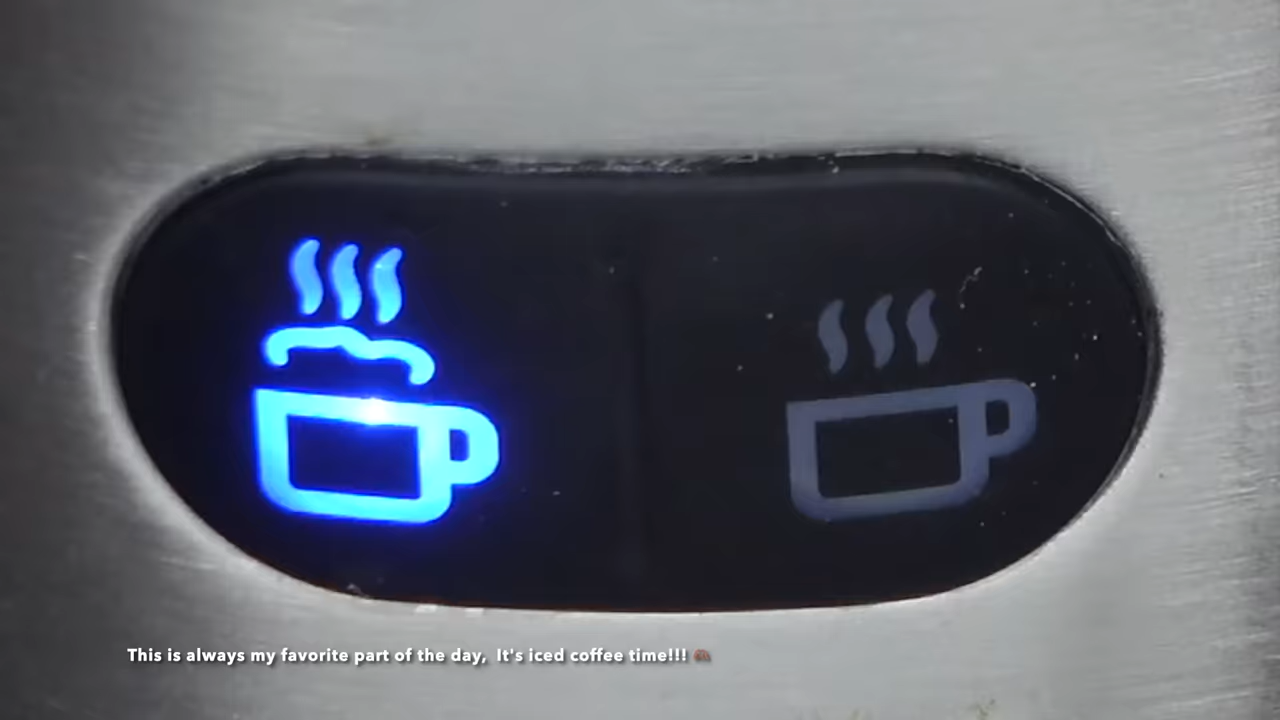 This is always my favorite part of the day,  It's iced coffee time!!! 🤎